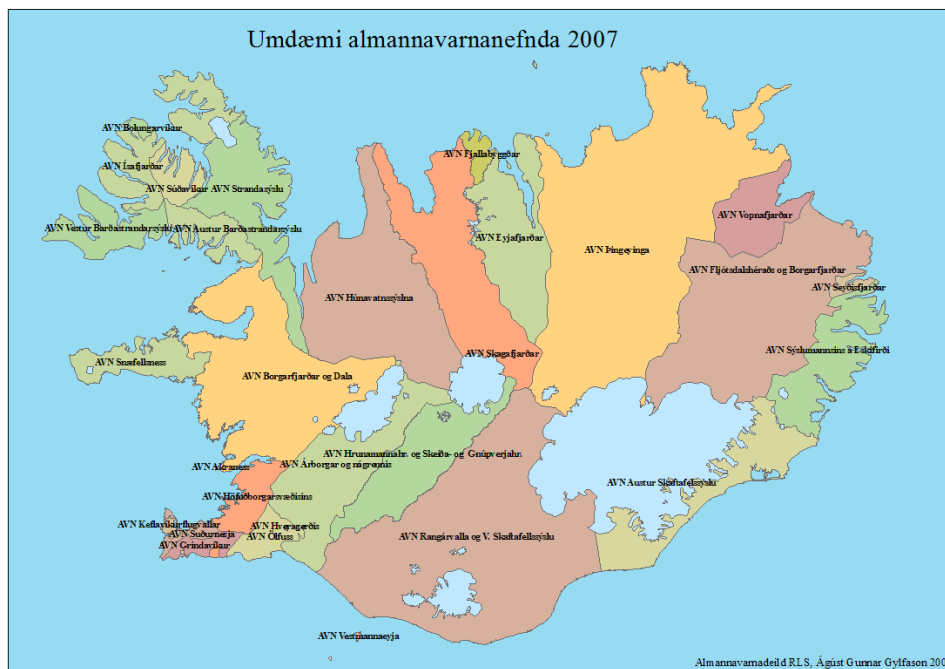 Umdæmi almannavarnanefnda 2007
AVN Bolungarvíkur
AVN Fjallabyggðar
AVN Ísafjarðar
AVN Súðavíkur
AVN Strandasýslu
AVN Vopnafjarðar
AVN Vestur Barðastrandarsýslu
AVN Austur Barðastrandarsýslu
AVN Eyjafjarðar
AVN Þingeyinga
AVN Fljótsdalshéraðs og Borgarfjarðar
AVN Seyðisfjarðar
AVN Húnavatnssýslna
AVN Skagafjarðar
AVN Sýslumannsins á Eskifirði
AVN Snæfellsness
AVN Borgarfjarðar og Dala
AVN Hrunamannahr. og Skeiða- og Gnúpverjahr.
AVN Akraness
AVN Árborgar og nágrennis
AVN Austur Skaftafellssýslu
AVN Höfuðborgarsvæðisins
AVN Keflavíkurflugvallar
AVN Hveragerðis
AVN Suðurnesja
AVN Ölfuss
AVN Rangárvalla og V. Skaftafellssýslu
AVN Grindavíkur
AVN Vestmannaeyja
Almannavarnadeild RLS, Ágúst Gunnar Gylfason